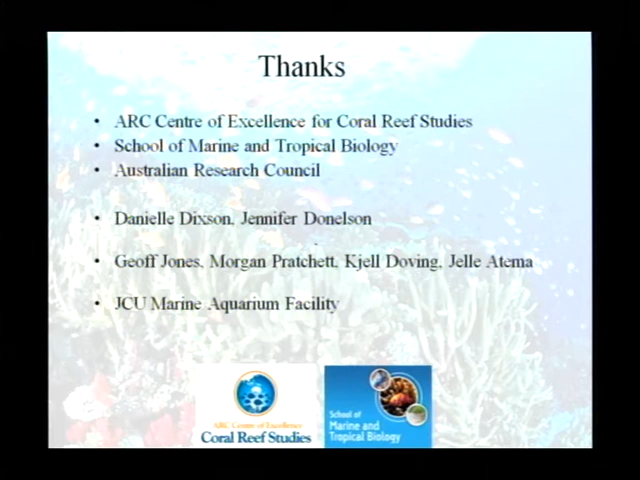 Thanks
• ARC Centre of Excellence for Coral Reef Studies
• School of Marine and Tropical Biology
• Australian Research Council
• Danielle Dixson, Jennifer Donelson
• Geoff Jones, Morgan Pratchett, Kjell Doving, Jelle Atema
• JCU Marine Aquarium Facility
ARC Centre of Excellence
Coral Reef Studies
School of
Marine and
Tropical Biology